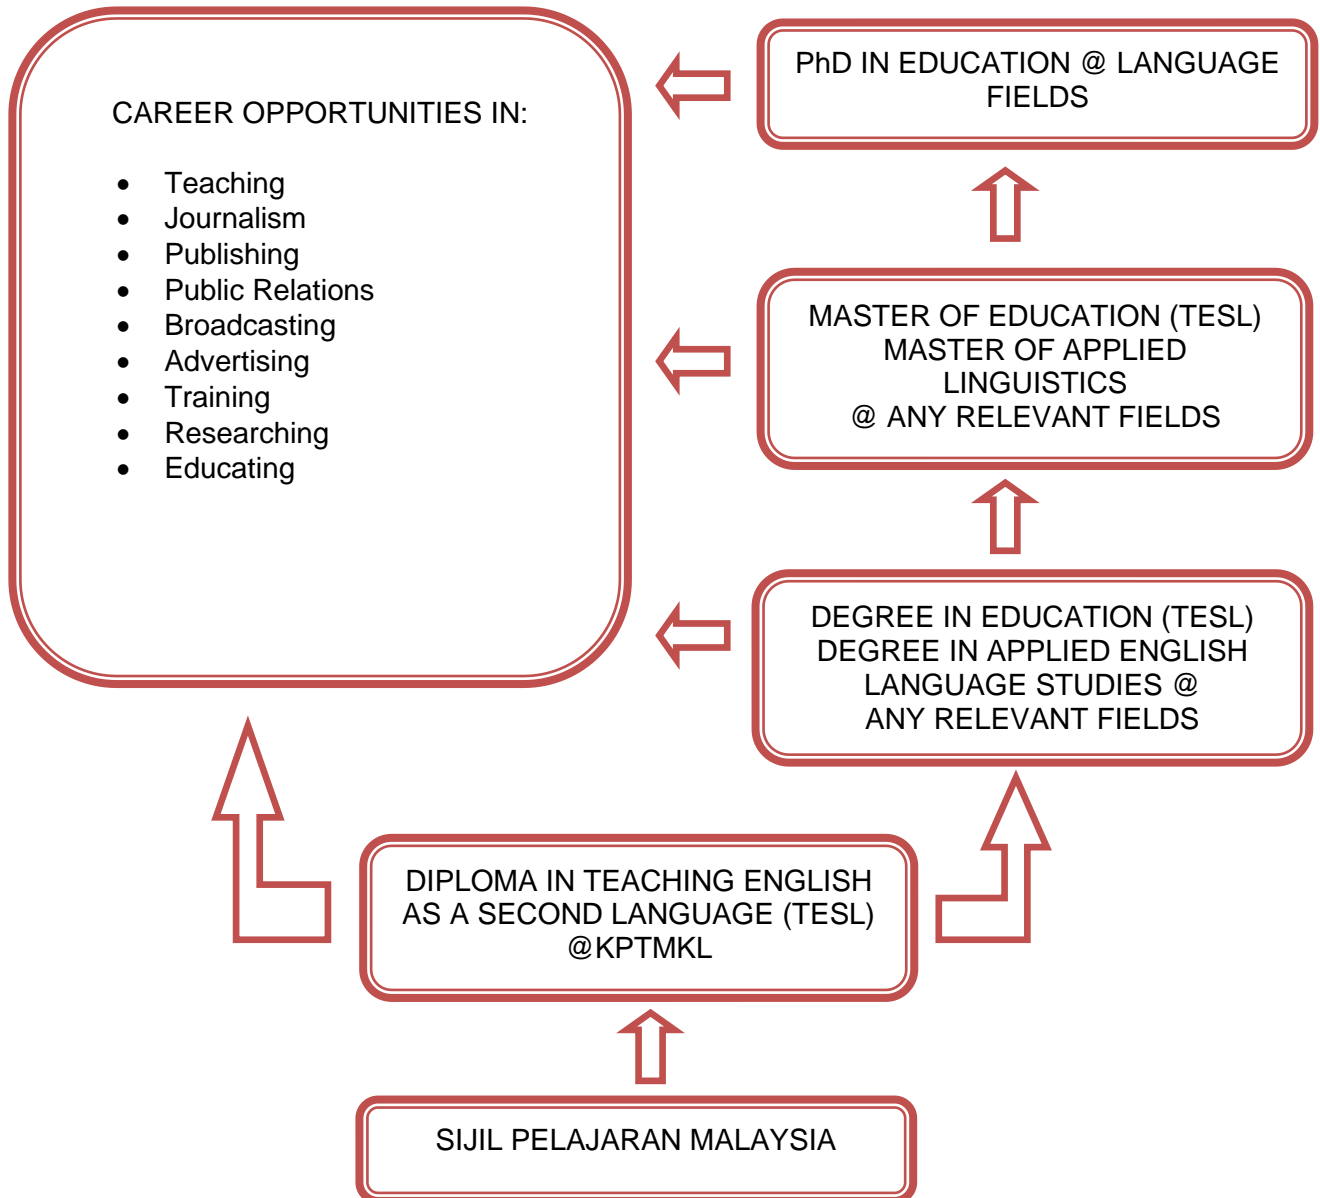 CAREER OPPORTUNITIES IN:
• Teaching
• Journalism
• Publishing
• Public Relations
• Broadcasting
• Advertising
• Training
• Researching
• Educating
PhD IN EDUCATION @ LANGUAGE
FIELDS
MASTER OF EDUCATION (TESL)
MASTER OF APPLIED
LINGUISTICS
@ ANY RELEVANT FIELDS
DEGREE IN EDUCATION (TESL)
DEGREE IN APPLIED ENGLISH
LANGUAGE STUDIES @
ANY RELEVANT FIELDS
DIPLOMA IN TEACHING ENGLISH
AS A SECOND LANGUAGE (TESL)
@KPTMKL
SIJIL PELAJARAN MALAYSIA